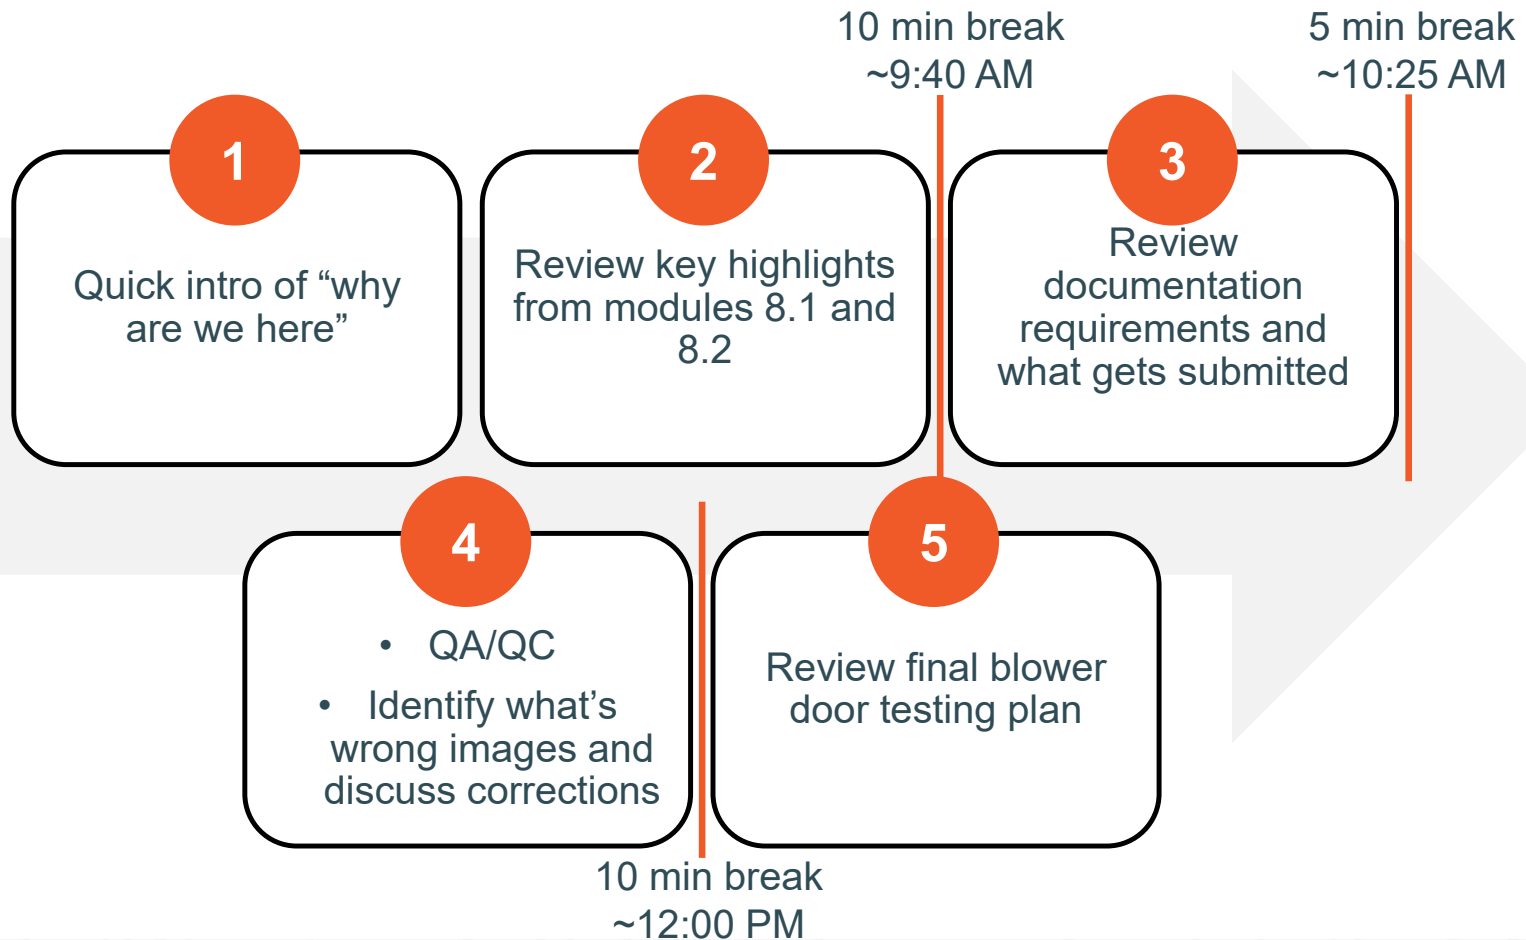 10 min break
~9:40 AM
5 min break
~10:25 AM
1
Quick intro of “why
are we here”
2
Review key highlights
from modules 8.1 and
8.2
3
Review
documentation
requirements and
what gets submitted
4
• QA/QC
• Identify what’s
wrong images and
discuss corrections
10 min break
~12:00 PM
5
Review final blower
door testing plan